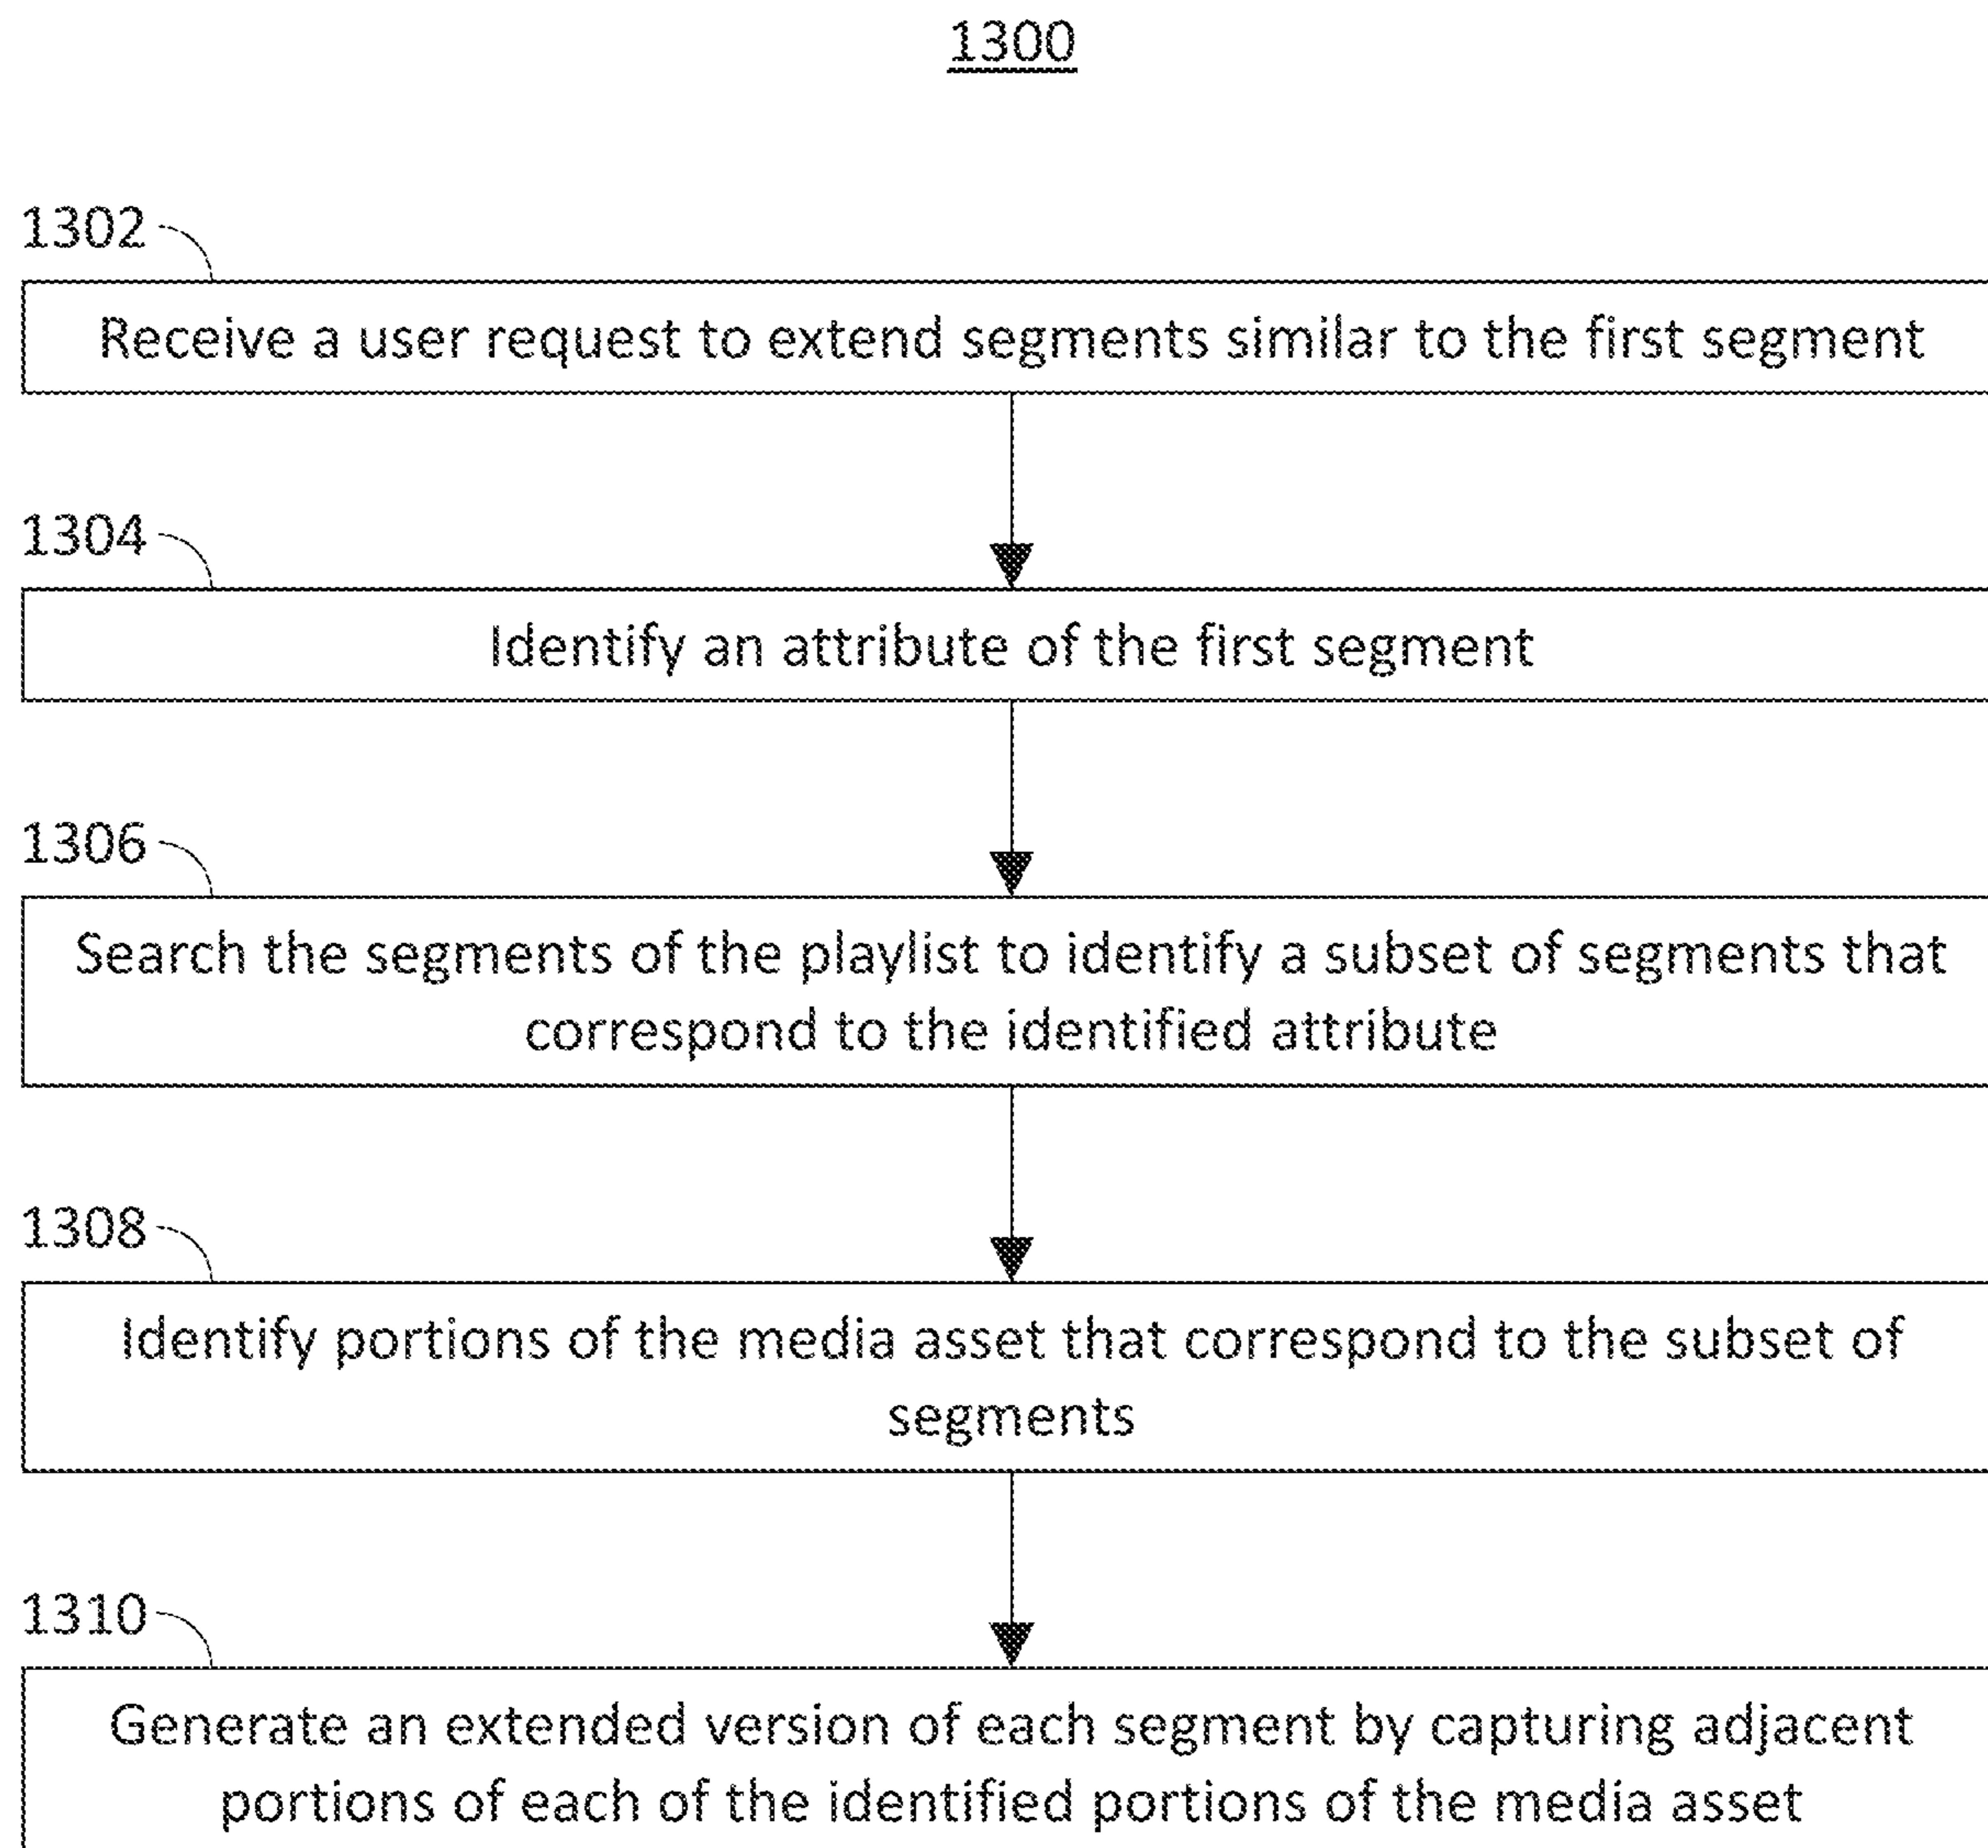 1300
1302
Receive a user request to extend segments similar to the first segment
1304
Identify an attribute of the first segment
1306
Search the segments of the playlist to identify a subset of segments that
correspond to the identified attribute
1308
Identify portions of the media asset that correspond to the subset of
segments
1310
Generate an extended version of each segment by capturing adjacent
portions of each of the identified portions of the media asset